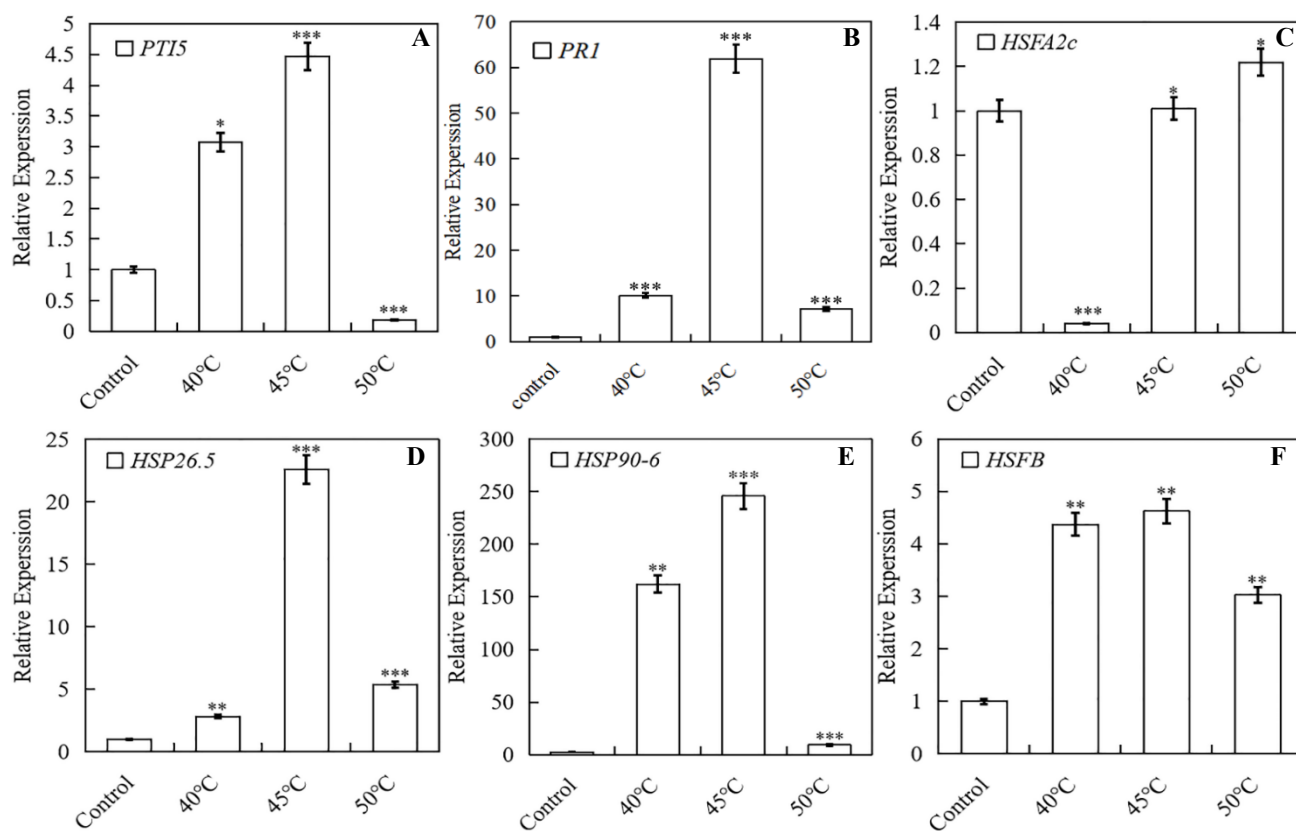 PTI5
A
Relative Experssion
5
4.5
4
3.5
3
2.5
2
1.5
1
0.5
0
*
***
***
Control
40°C
45°C
50°C
PR1
B
Relative Experssion
70
60
50
40
30
20
10
0
***
***
***
control
40°C
45°C
50°C
HSFA2c
C
Relative Experssion
1.4
1.2
1
0.8
0.6
0.4
0.2
0
***
*
*
Control
40°C
45°C
50°C
HSP26.5
D
Relative Experssion
25
20
15
10
5
0
**
***
***
Control
40°C
45°C
50°C
HSP90-6
E
Relative Experssion
300
250
200
150
100
50
0
**
***
***
Control
40°C
45°C
50°C
HSFB
F
Relative Experssion
6
5
4
3
2
1
0
**
**
**
Control
40°C
45°C
50°C